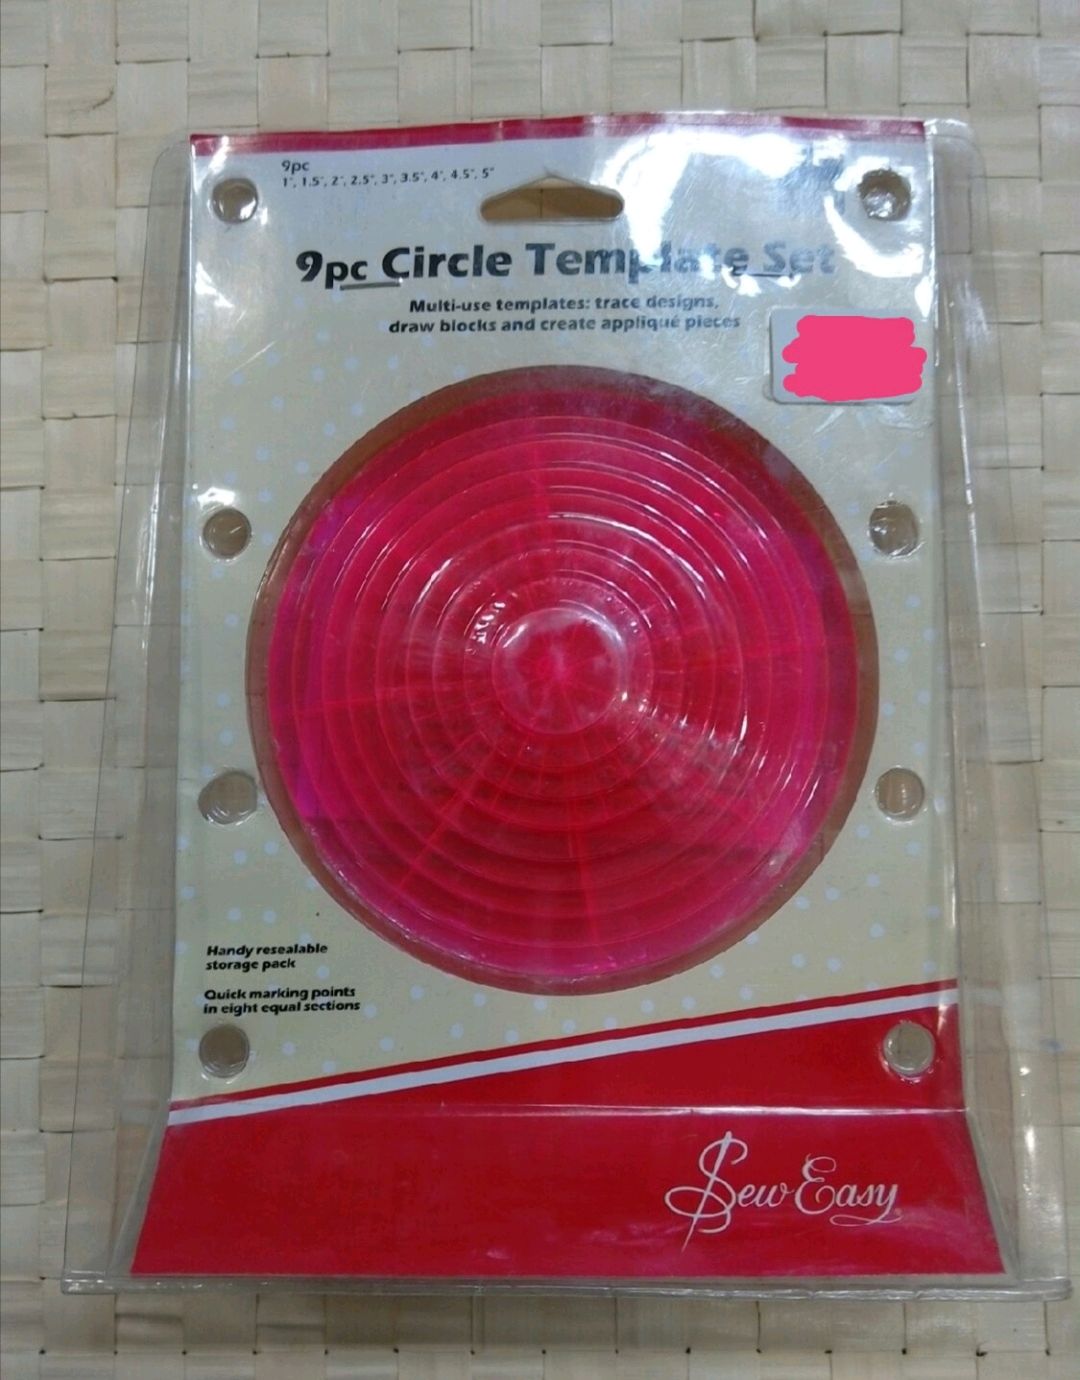 9pc
1", 1.5", 2", 2.5", 3", 3.5", 4", 4.5", 5"
9pc Circle Template Set
Multi-use templates: trace designs,
draw blocks and create appliqué pieces
Handy resealable
storage pack
Quick marking points
in eight equal sections
Sew Easy